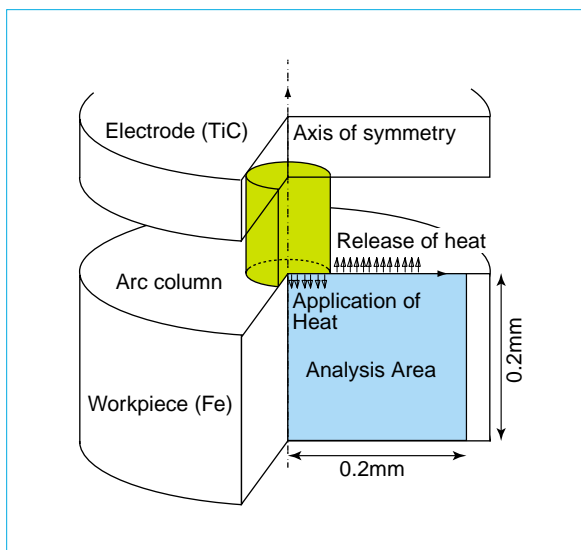 Electrode (TiC)
Axis of symmetry
Release of heat
Arc column
Application of
Heat
Analysis Area
Workpiece (Fe)
0.2mm
0.2mm